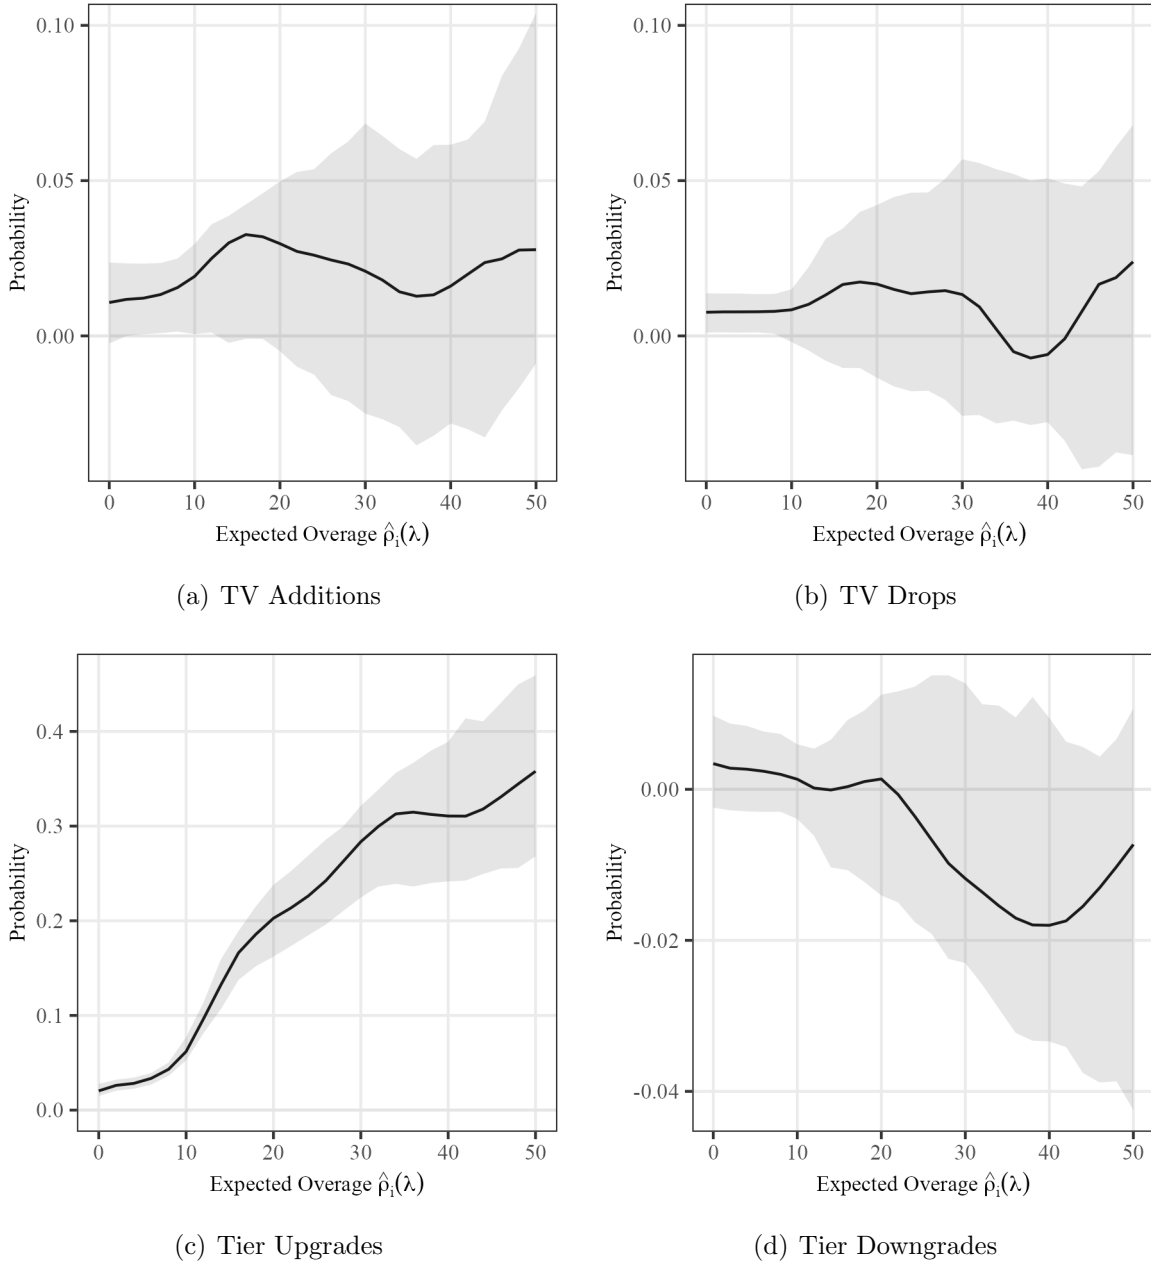 0.10
0.05
0.00
Probability
0 10 20 30 40 50
Expected Overage ρ̂ᵢ(λ)
(a) TV Additions
0.10
0.05
0.00
Probability
0 10 20 30 40 50
Expected Overage ρ̂ᵢ(λ)
(b) TV Drops
0.4
0.3
0.2
0.1
0.0
Probability
0 10 20 30 40 50
Expected Overage ρ̂ᵢ(λ)
(c) Tier Upgrades
0.00
-0.02
-0.04
Probability
0 10 20 30 40 50
Expected Overage ρ̂ᵢ(λ)
(d) Tier Downgrades